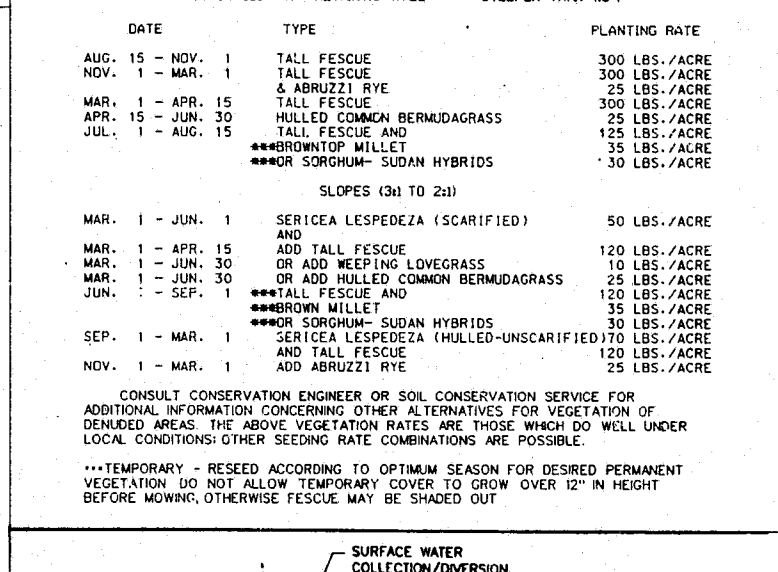 DATE TYPE PLANTING RATE
AUG. 15 - NOV. 1 TALL FESCUE 300 LBS./ACRE
NOV. 1 - MAR. 1 TALL FESCUE 300 LBS./ACRE
& ABRUZZI RYE 25 LBS./ACRE
MAR. 1 - APR. 15 TALL FESCUE 300 LBS./ACRE
APR. 15 - JUN. 30 HULLED COMMON BERMUDAGRASS 25 LBS./ACRE
JUL. 1 - AUG. 15 TALL FESCUE AND 125 LBS./ACRE
***BROWNTOP MILLET 35 LBS./ACRE
***OR SORGHUM- SUDAN HYBRIDS 30 LBS./ACRE
SLOPES (3:1 TO 2:1)
MAR. 1 - JUN. 1 SERICEA LESPEDEZA (SCARIFIED) 50 LBS./ACRE
AND
MAR. 1 - APR. 15 ADD TALL FESCUE 120 LBS./ACRE
MAR. 1 - JUN. 30 OR ADD WEEPING LOVEGRASS 10 LBS./ACRE
MAR. 1 - JUN. 30 OR ADD HULLED COMMON BERMUDAGRASS 25 LBS./ACRE
JUN. 1 - SEP. 1 ***TALL FESCUE AND 120 LBS./ACRE
***BROWN MILLET 35 LBS./ACRE
***OR SORGHUM- SUDAN HYBRIDS 30 LBS./ACRE
SEP. 1 - MAR. 1 SERICEA LESPEDEZA (HULLED-UNSCARIFIED)70 LBS./ACRE
AND TALL FESCUE 120 LBS./ACRE
NOV. 1 - MAR. 1 ADD ABRUZZI RYE 25 LBS./ACRE
CONSULT CONSERVATION ENGINEER OR SOIL CONSERVATION SERVICE FOR
ADDITIONAL INFORMATION CONCERNING OTHER ALTERNATIVES FOR VEGETATION OF
DENUDED AREAS. THE ABOVE VEGETATION RATES ARE THOSE WHICH DO WELL UNDER
LOCAL CONDITIONS; OTHER SEEDING RATE COMBINATIONS ARE POSSIBLE.
***TEMPORARY - RESEED ACCORDING TO OPTIMUM SEASON FOR DESIRED PERMANENT
VEGETATION DO NOT ALLOW TEMPORARY COVER TO GROW OVER 12" IN HEIGHT
BEFORE MOWING, OTHERWISE FESCUE MAY BE SHADED OUT
SURFACE WATER
COLLECTION/DIVERSION